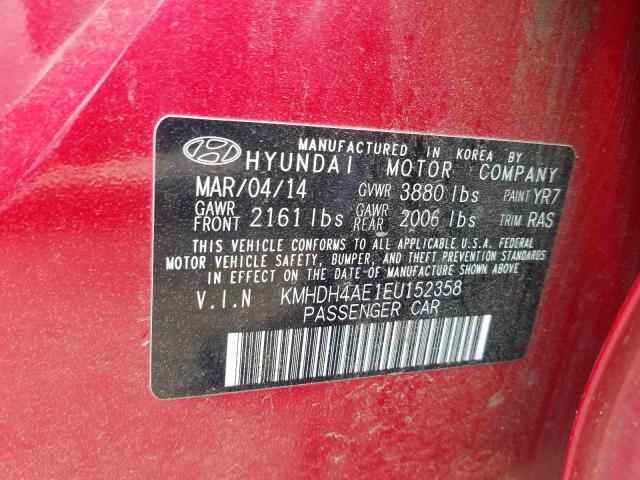 MANUFACTURED IN KOREA BY
HYUNDAI MOTOR COMPANY
MAR/04/14 GVWR 3880 lbs PAINT YR7
GAWR FRONT 2161 lbs GAWR REAR 2006 lbs TRIM RAS
THIS VEHICLE CONFORMS TO ALL APPLICABLE U.S.A. FEDERAL
MOTOR VEHICLE SAFETY, BUMPER, AND THEFT PREVENTION STANDARDS
IN EFFECT ON THE DATE OF MANUFACTURE SHOWN ABOVE.
V.I.N KMHDH4AE1EU152358
PASSENGER CAR